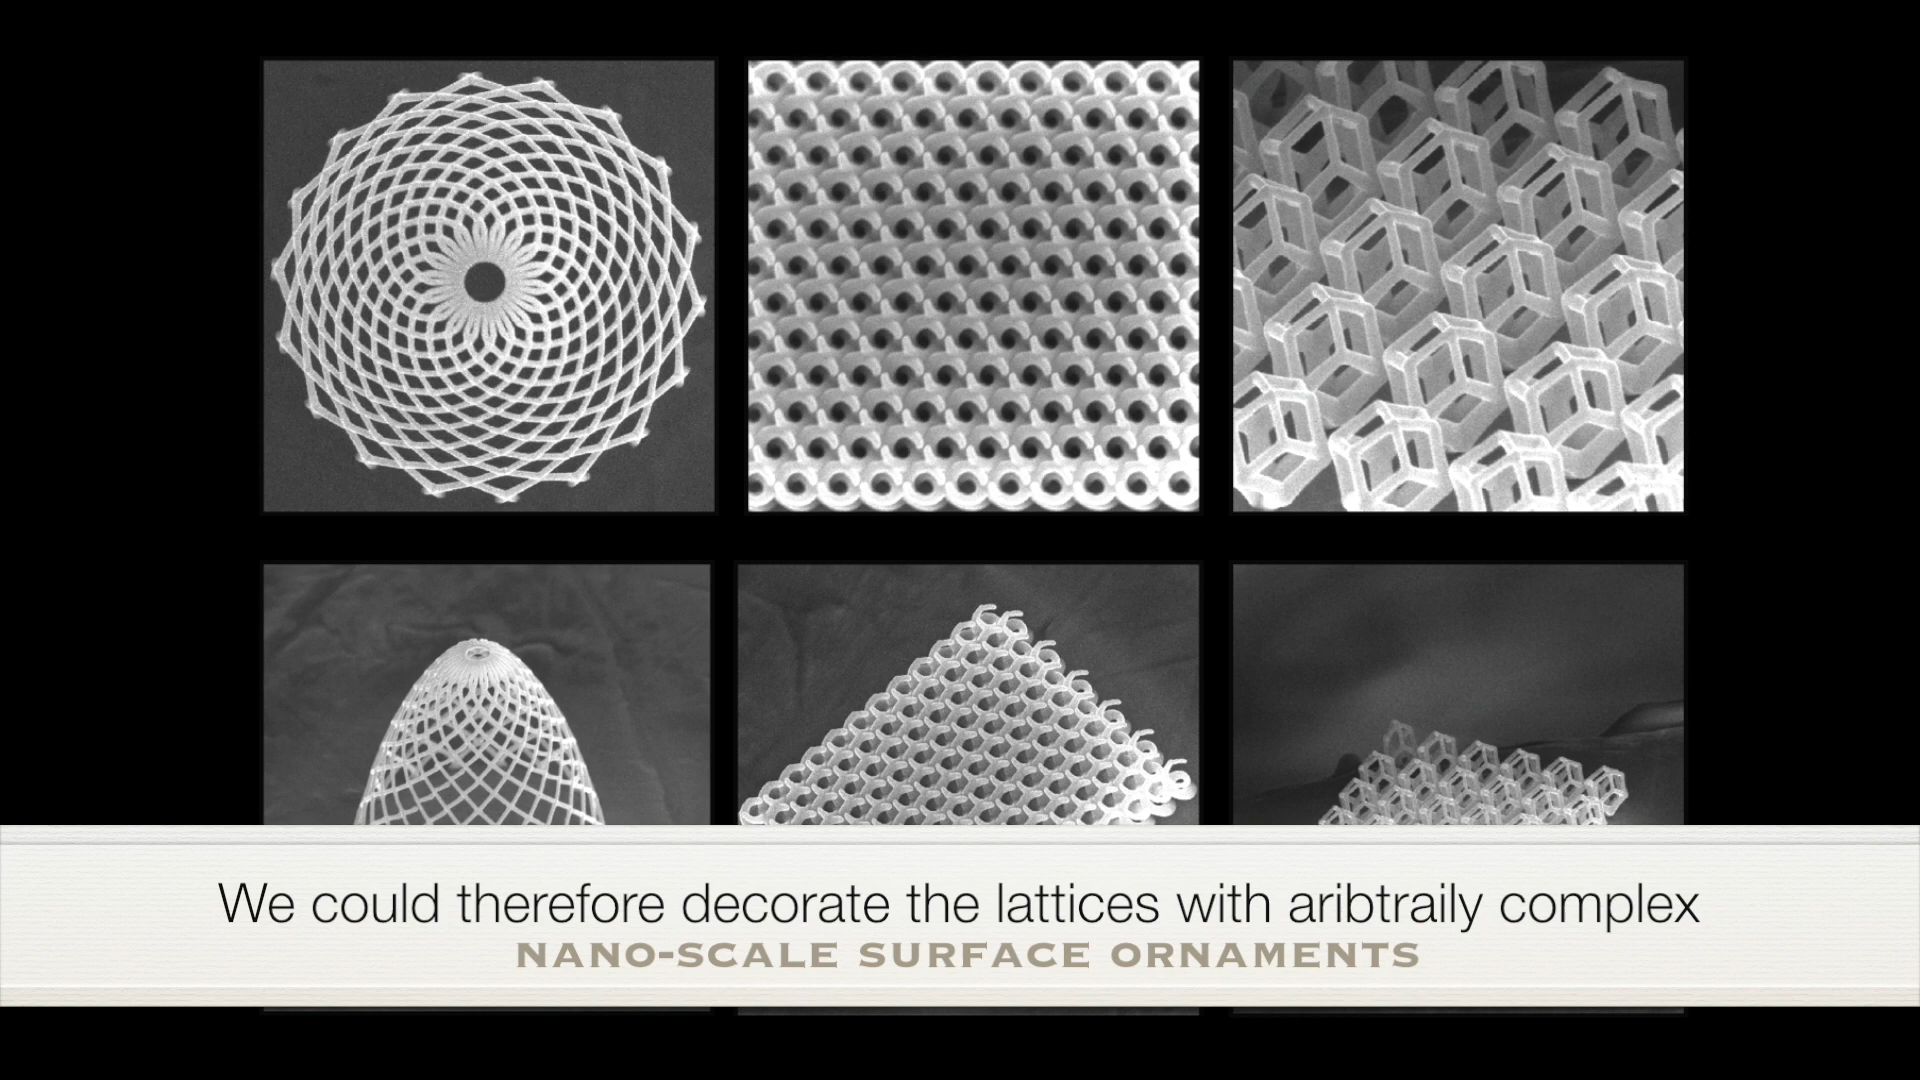 We could therefore decorate the lattices with aribtraily complex
NANO-SCALE SURFACE ORNAMENTS